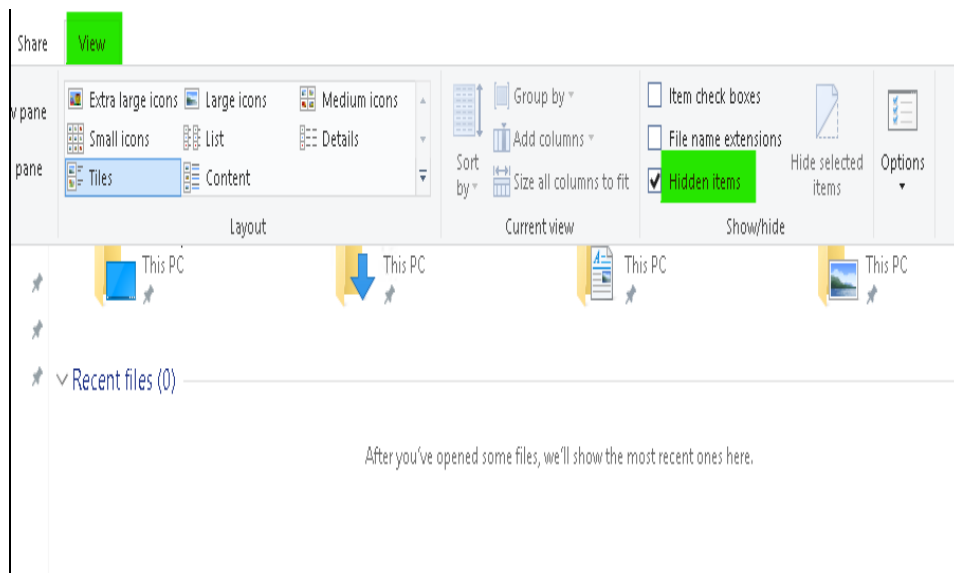 Share View
v pane
pane
Extra large icons Large icons Medium icons
Small icons List Details
Tiles Content
Layout
Sort by
Group by
Add columns
Size all columns to fit
Current view
Item check boxes
File name extensions
Hidden items
Hide selected
items
Show/hide
Options
This PC This PC This PC This PC
Recent files (0)
After you've opened some files, we'll show the most recent ones here.